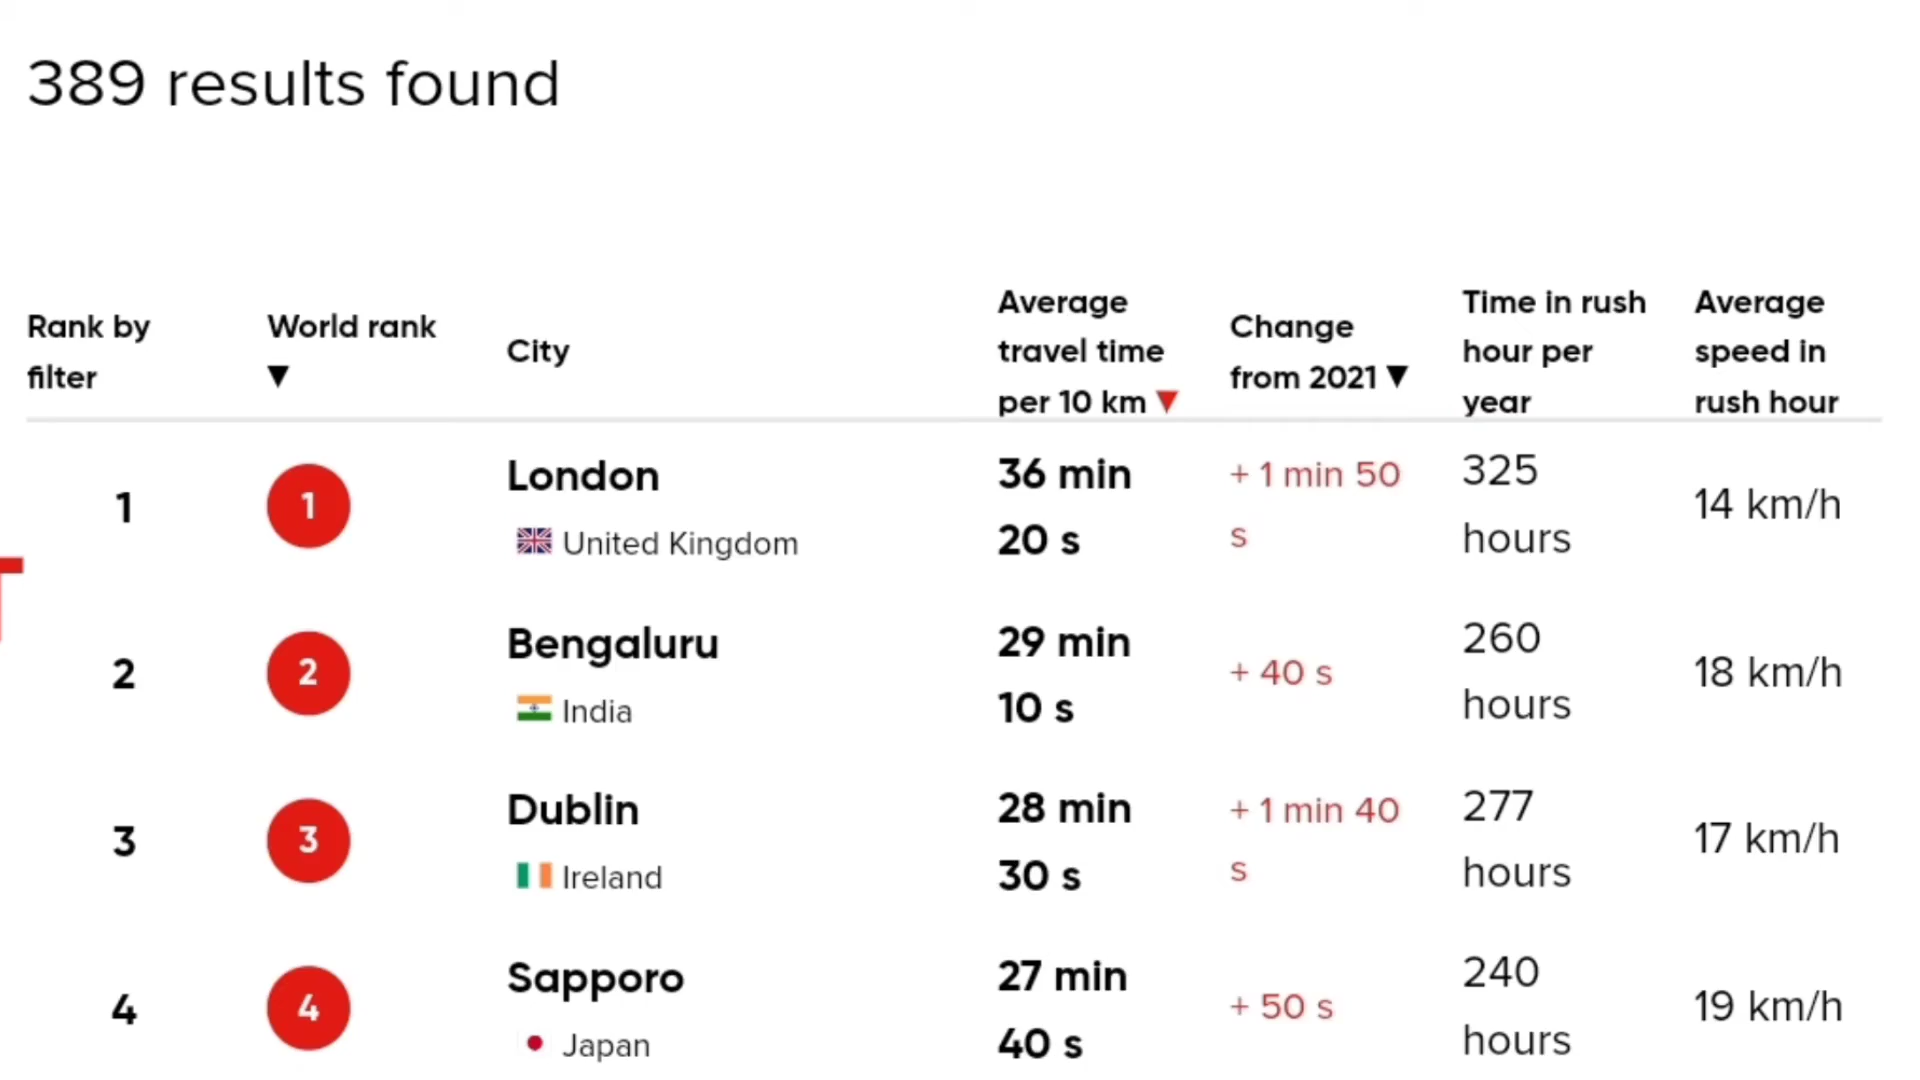 389 results found
Rank by
filter
World rank
▼
City
Average
travel time
per 10 km ▼
Change
from 2021 ▼
Time in rush
hour per
year
Average
speed in
rush hour
1
1
London
United Kingdom
36 min
20 s
+ 1 min 50
s
325
hours
14 km/h
2
2
Bengaluru
India
29 min
10 s
+ 40 s
260
hours
18 km/h
3
3
Dublin
Ireland
28 min
30 s
+ 1 min 40
s
277
hours
17 km/h
4
4
Sapporo
Japan
27 min
40 s
+ 50 s
240
hours
19 km/h